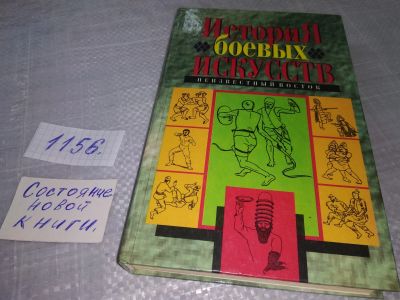 ИсториЯ
боевых
ИСКУССТВ
НЕИЗВЕСТНЫЙ ВОСТОК
1156.
Состояние
новой
книги.